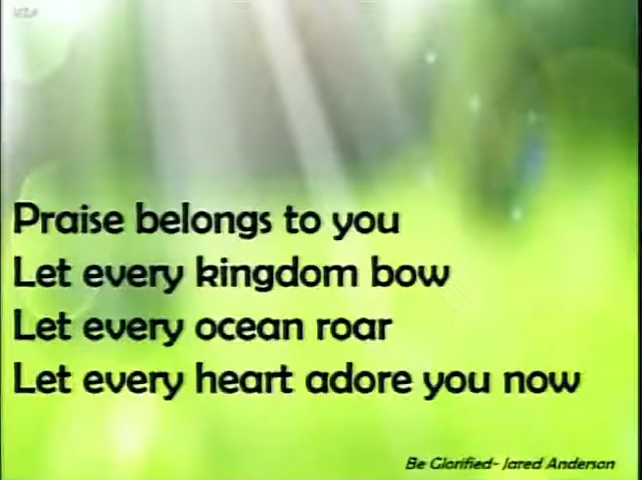 Praise belongs to you
Let every kingdom bow
Let every ocean roar
Let every heart adore you now
Be Glorified- Jared Anderson